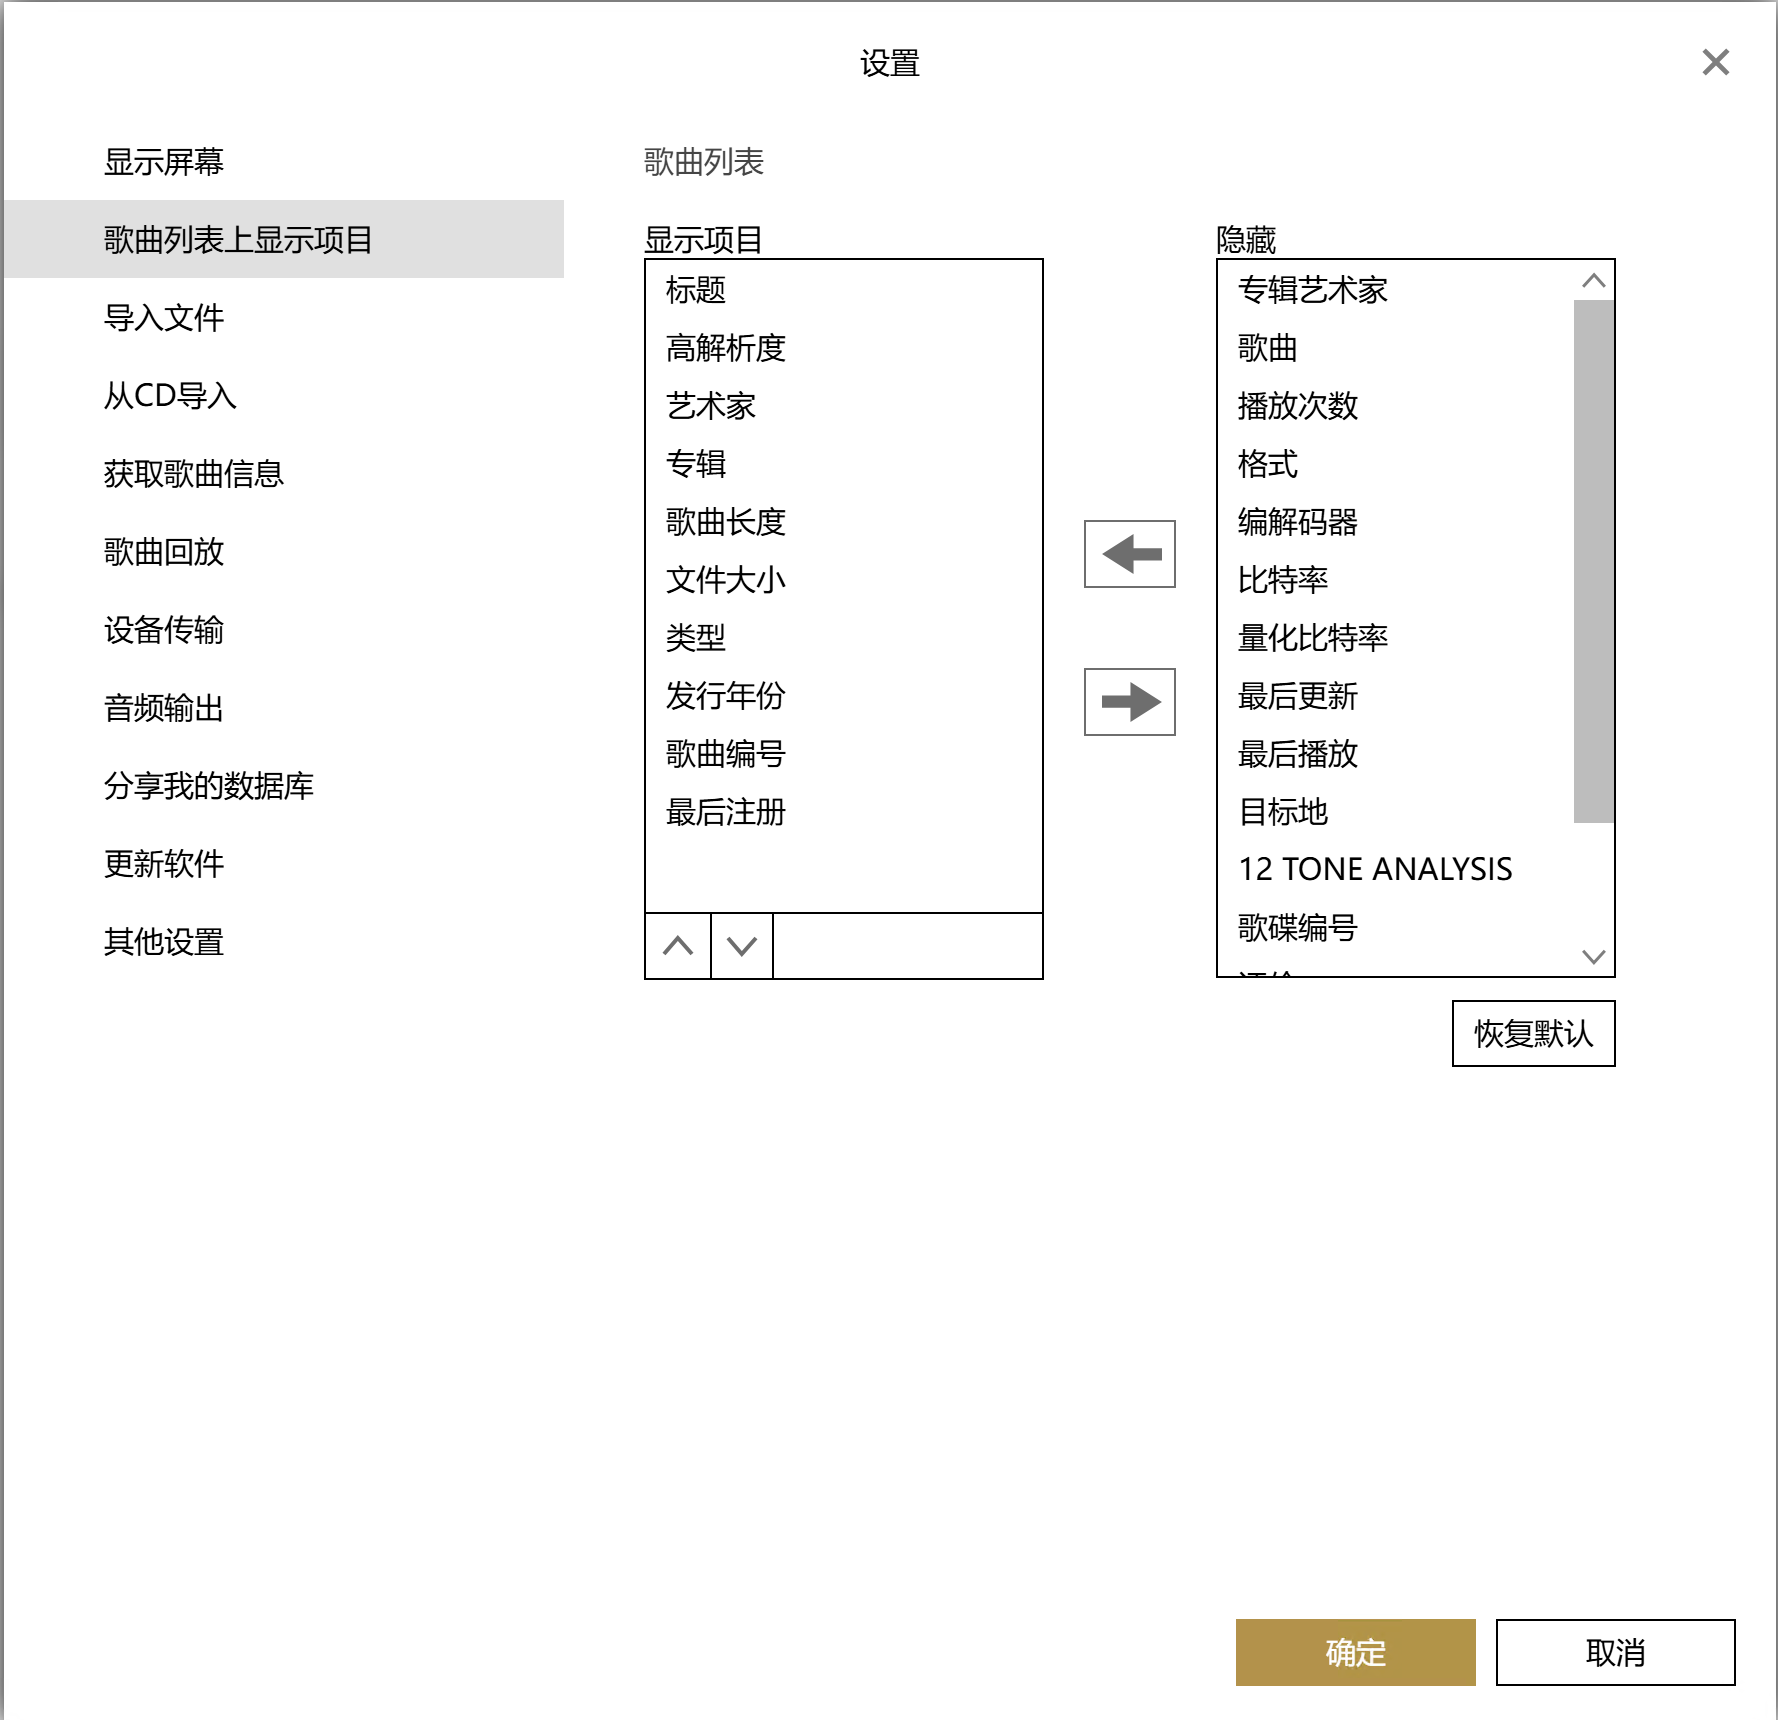 设置
显示屏幕
歌曲列表上显示项目
导入文件
从CD导入
获取歌曲信息
歌曲回放
设备传输
音频输出
分享我的数据库
更新软件
其他设置
歌曲列表
显示项目
标题
高解析度
艺术家
专辑
歌曲长度
文件大小
类型
发行年份
歌曲编号
最后注册
隐藏
专辑艺术家
歌曲
播放次数
格式
编解码器
比特率
量化比特率
最后更新
最后播放
目标地
12 TONE ANALYSIS
歌碟编号
恢复默认
确定
取消